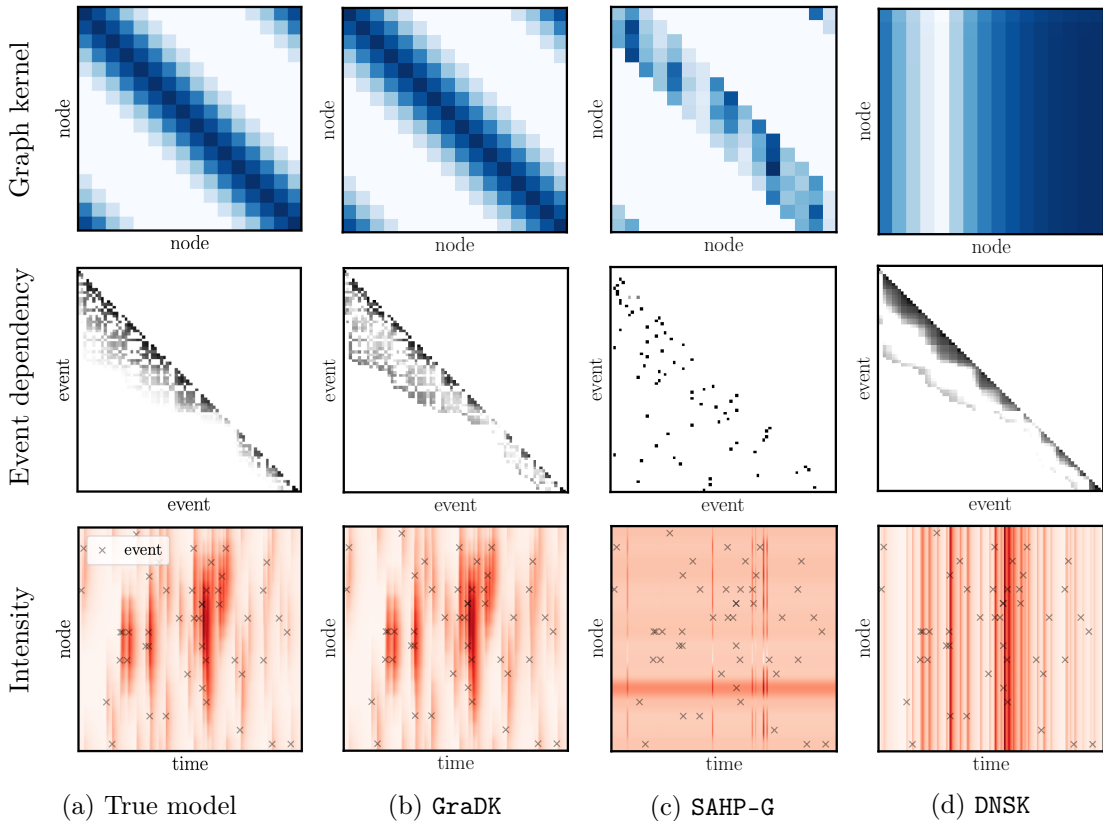 Graph kernel
node
node
node
node
node
node
node
node
Event dependency
event
event
event
event
event
event
event
event
Intensity
× event
node
time
node
time
node
time
node
time
(a) True model
(b) GraDK
(c) SAHP-G
(d) DNSK